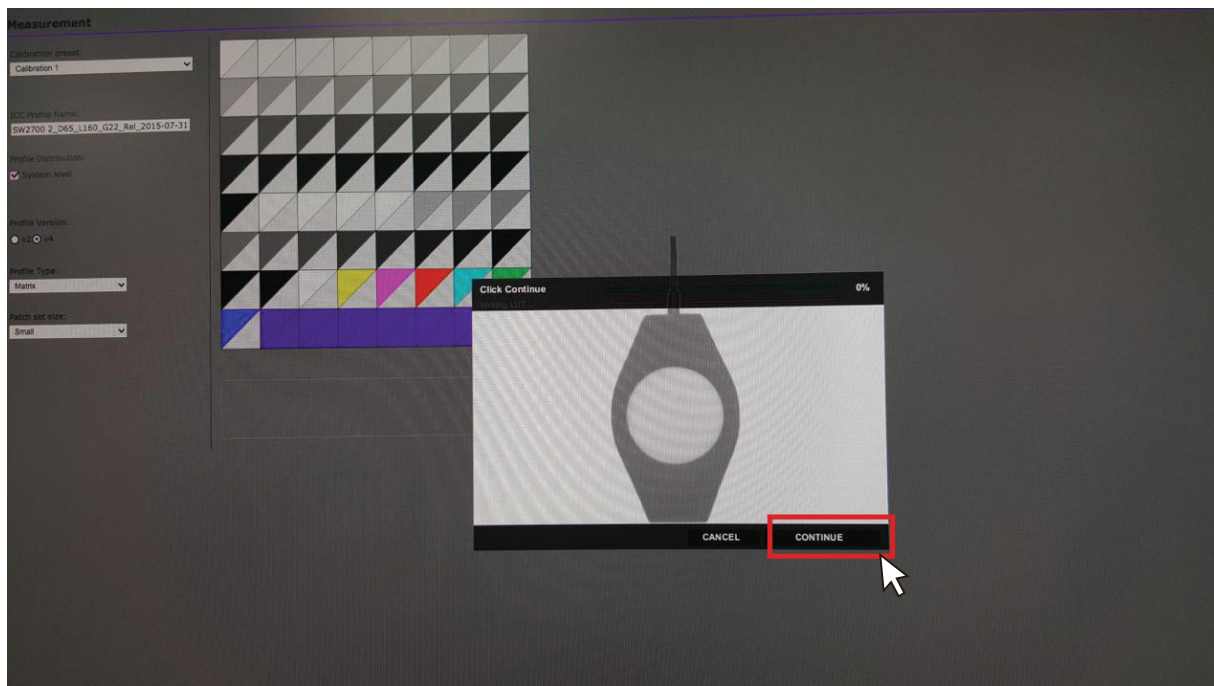 Measurement
Calibration preset:
Calibration 1
ICC Profile Name:
SW2700 2_D65_L160_G22_Rel_2015-07-31
Profile Distribution:
System level
Profile Version:
v2 v4
Profile Type:
Matrix
Patch set size:
Small
Click Continue 0%
Writing LUT...
CANCEL CONTINUE